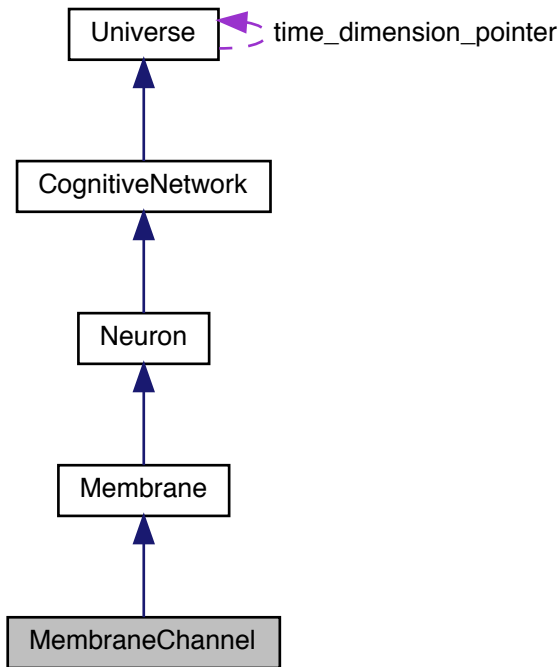 Universe
time_dimension_pointer
CognitiveNetwork
Neuron
Membrane
MembraneChannel